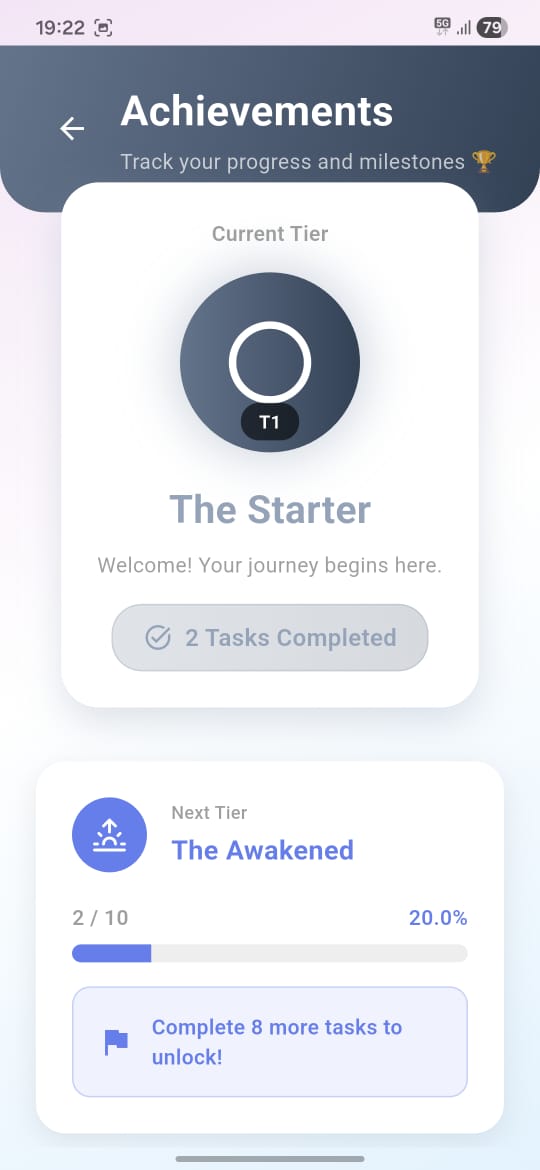 19:22
5G
79
Achievements
Track your progress and milestones 🏆
Current Tier
T1
The Starter
Welcome! Your journey begins here.
2 Tasks Completed
Next Tier
The Awakened
2 / 10
20.0%
Complete 8 more tasks to
unlock!